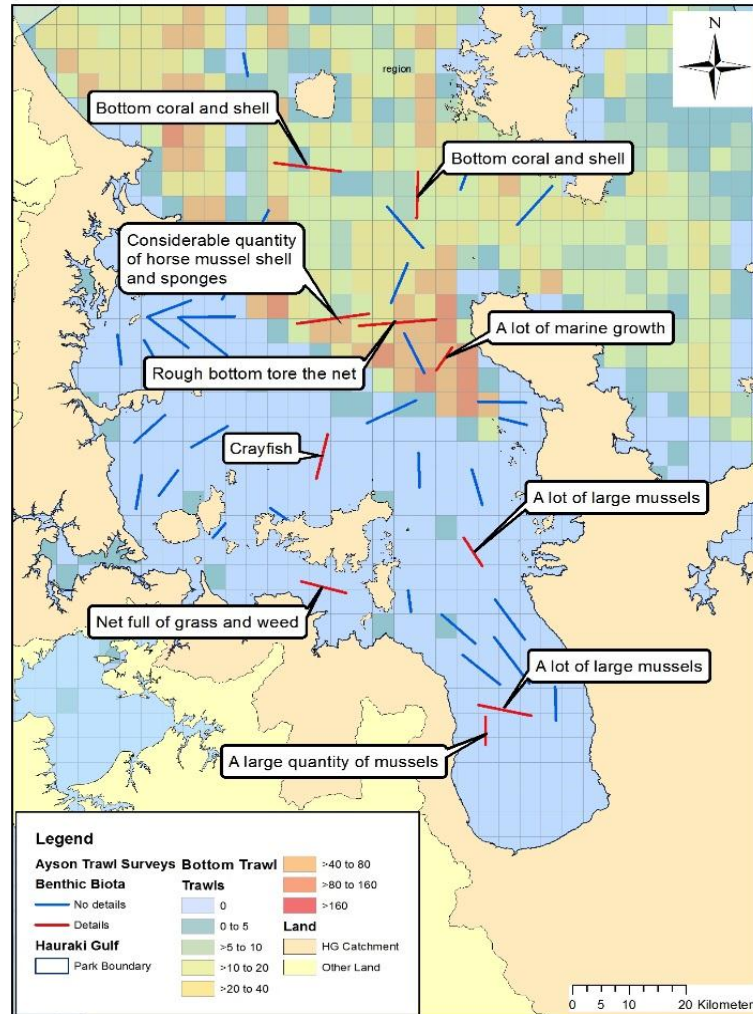 N
region
Bottom coral and shell
Bottom coral and shell
Considerable quantity
of horse mussel shell
and sponges
A lot of marine growth
Rough bottom tore the net
Crayfish
A lot of large mussels
Net full of grass and weed
A lot of large mussels
A large quantity of mussels
Legend
Ayson Trawl Surveys
Benthic Biota
No details
Details
Hauraki Gulf
Park Boundary
Bottom Trawl
Trawls
0
0 to 5
>5 to 10
>10 to 20
>20 to 40
>40 to 80
>80 to 160
>160
Land
HG Catchment
Other Land
0 5 10 20 Kilometer